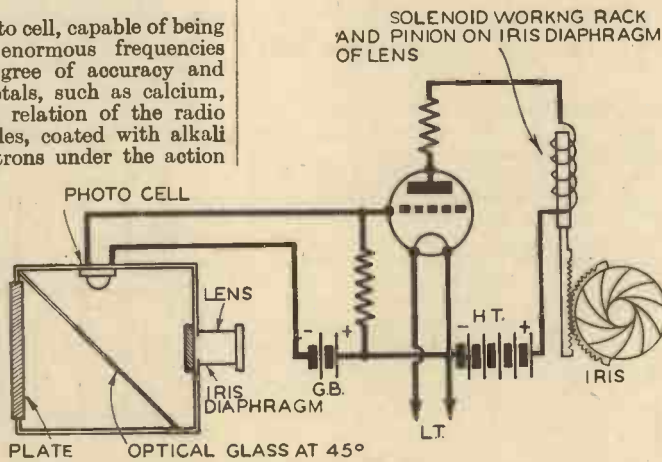 to cell, capable of being
enormous frequencies
gree of accuracy and
tals, such as calcium,
relation of the radio
les, coated with alkali
trons under the action
SOLENOID WORKNG RACK
AND PINION ON IRIS DIAPHRAGM
OF LENS
PHOTO CELL
LENS
IRIS
DIAPHRAGM
- +
G.B.
- H.T. +
L.T.
IRIS
PLATE
OPTICAL GLASS AT 45°